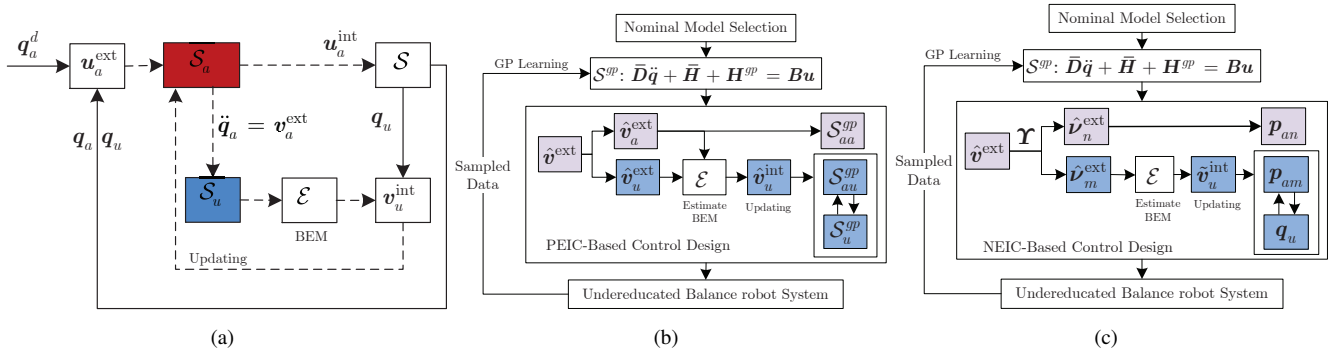 q_a^d
u_a^ext
S_a
u_a^int
S
q_a
q_u
q̈_a = v_a^ext
q_u
S_u
E
v_u^int
BEM
Updating
(a)
Nominal Model Selection
GP Learning
S^gp: D̄q̈ + H̄ + H^gp = Bu
v̂^ext
v̂_a^ext
S_aa^gp
Sampled
Data
v̂_u^ext
E
v̂_u^int
S_au^gp
Estimate
BEM
Updating
S_u^gp
PEIC-Based Control Design
Undereducated Balance robot System
(b)
Nominal Model Selection
GP Learning
S^gp: D̄q̈ + H̄ + H^gp = Bu
v̂^ext
Υ
ν̂_n^ext
p_an
Sampled
Data
ν̂_m^ext
E
ṽ_u^int
p_am
Estimate
BEM
Updating
q_u
NEIC-Based Control Design
Undereducated Balance robot System
(c)